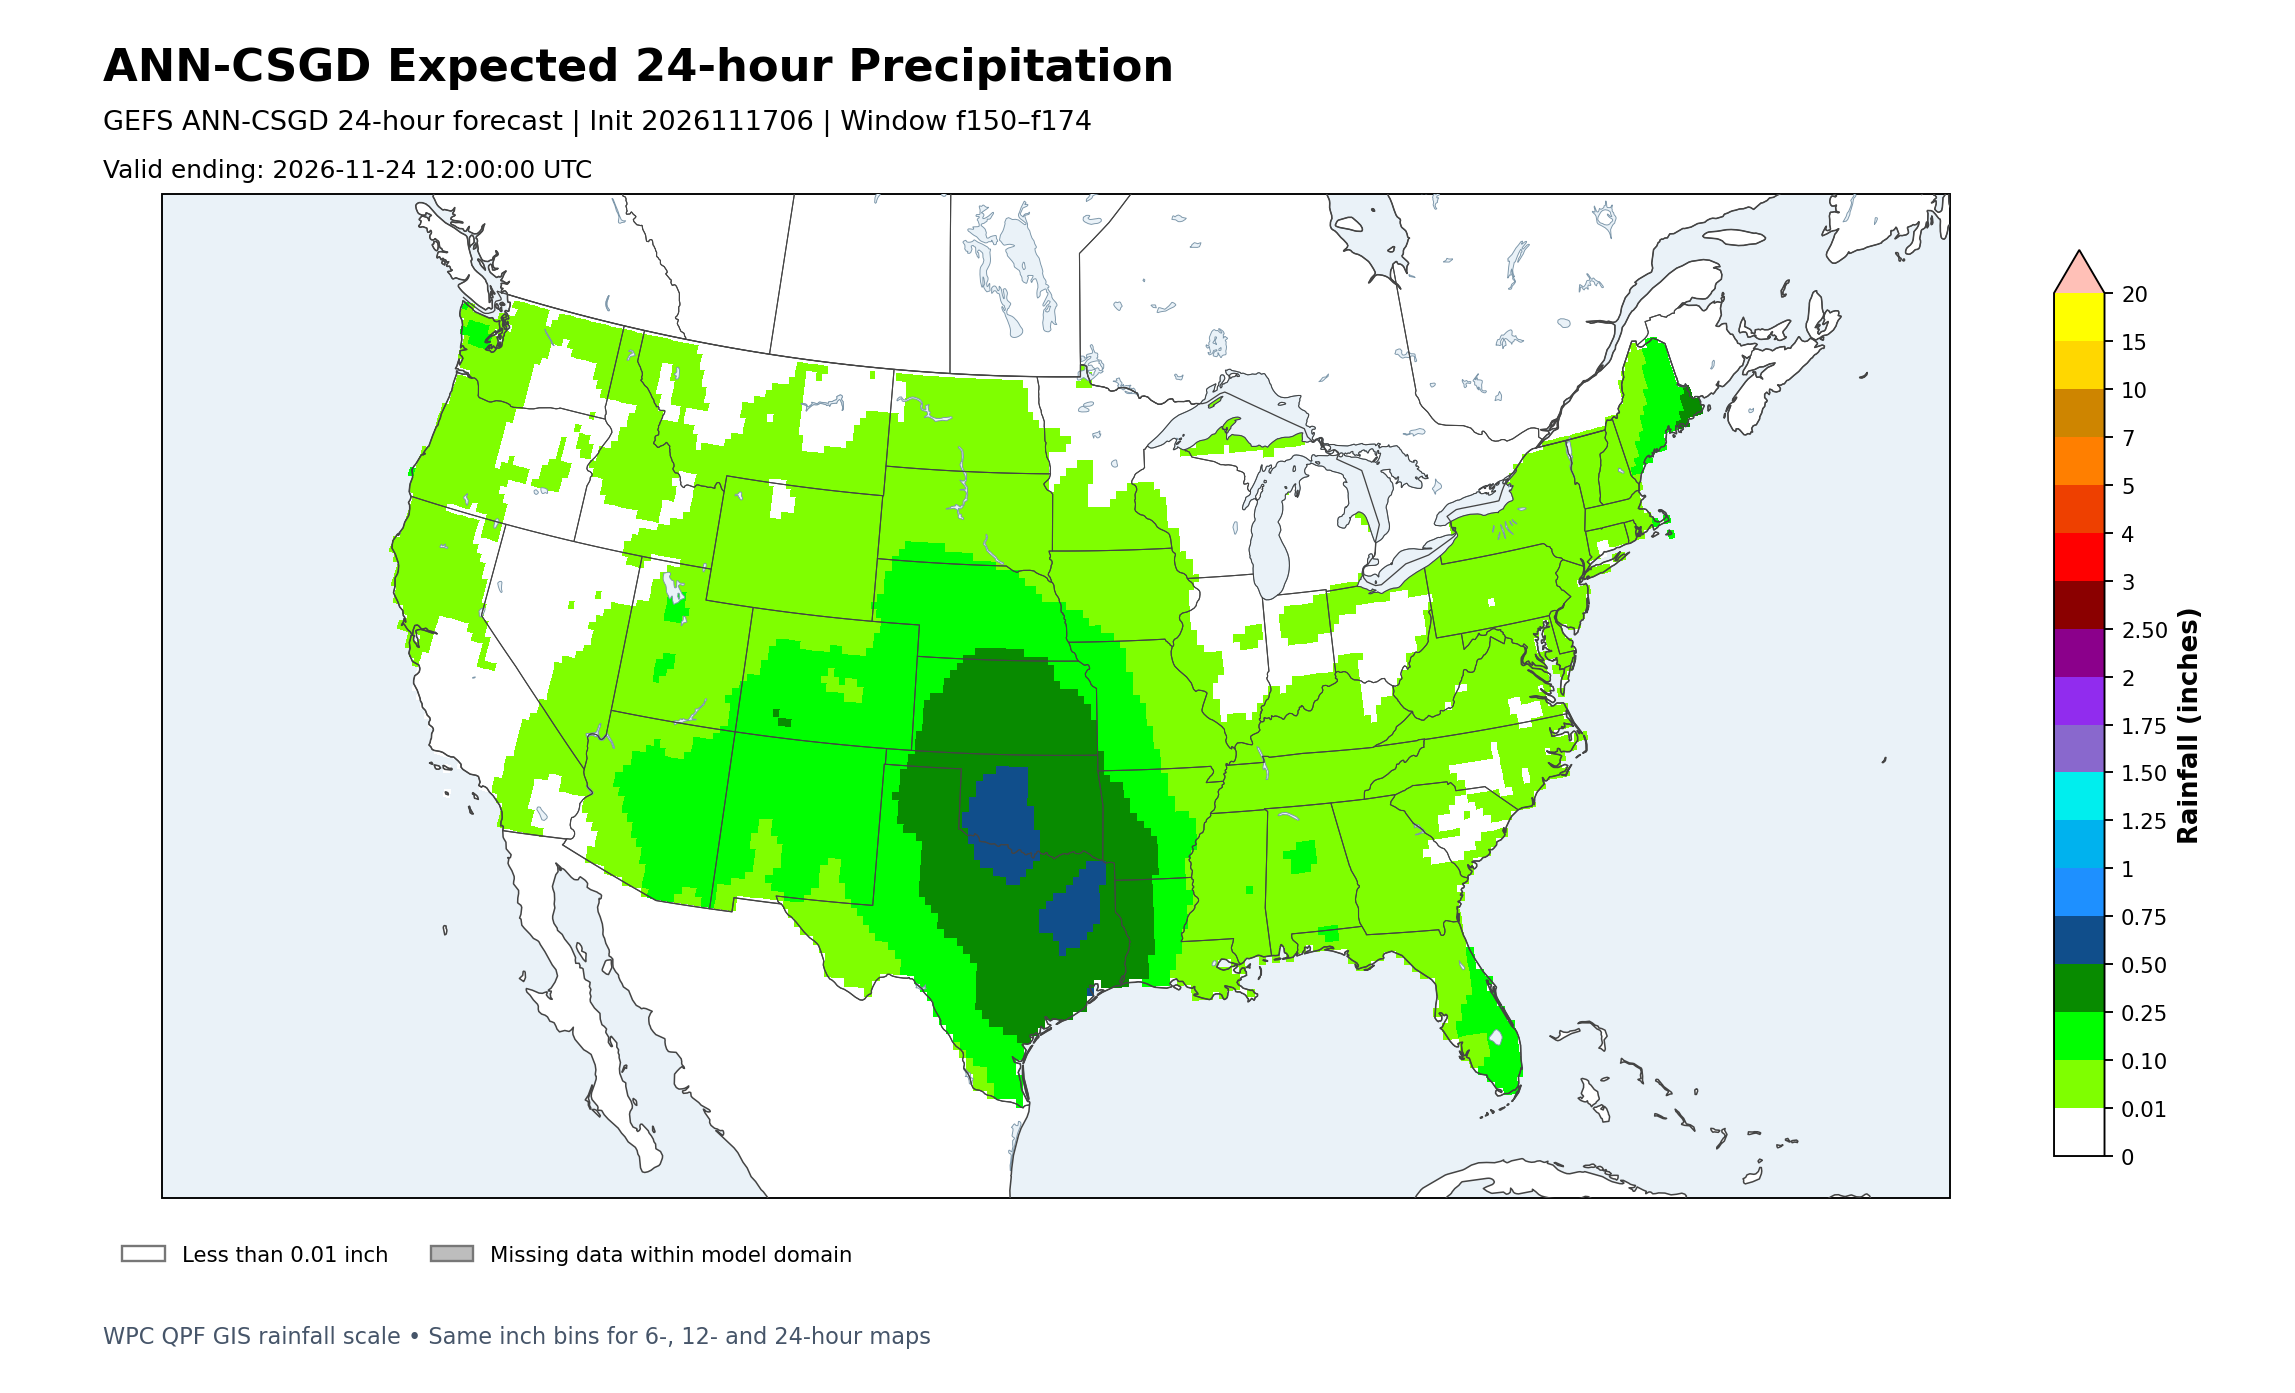 ANN-CSGD Expected 24-hour Precipitation
GEFS ANN-CSGD 24-hour forecast | Init 2026111706 | Window f150–f174
Valid ending: 2026-11-24 12:00:00 UTC
20
15
10
7
5
4
3
2.50
2
1.75
1.50
1.25
1
0.75
0.50
0.25
0.10
0.01
0
Rainfall (inches)
Less than 0.01 inch
Missing data within model domain
WPC QPF GIS rainfall scale • Same inch bins for 6-, 12- and 24-hour maps